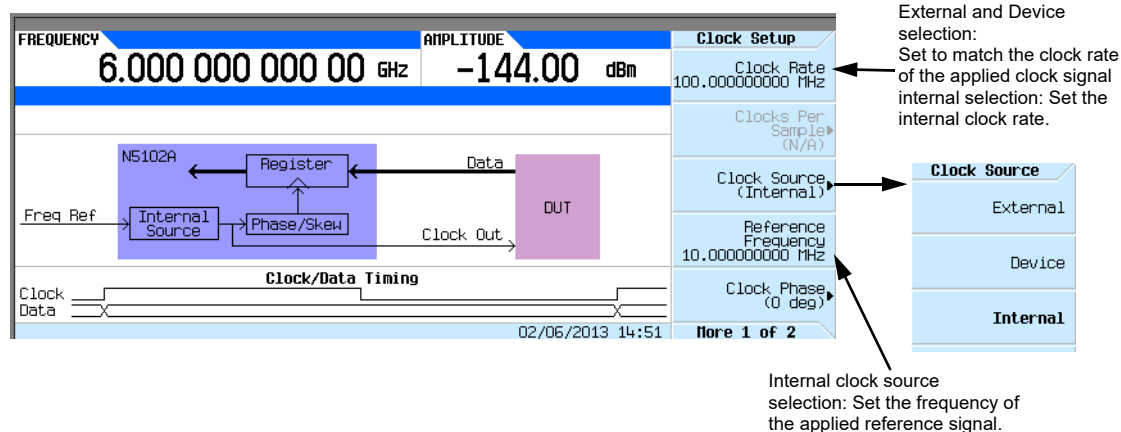 External and Device
selection:
Set to match the clock rate
of the applied clock signal
internal selection: Set the
internal clock rate.
FREQUENCY
6.000 000 000 00 GHz
AMPLITUDE
-144.00 dBm
Clock Setup
Clock Rate
100.000000000 MHz
Clocks Per
Sample
(N/A)
Clock Source
(Internal)
Reference
Frequency
10.000000000 MHz
Clock Phase
(0 deg)
More 1 of 2
N5102A
Register
Data
DUT
Freq Ref
Internal
Source
Phase/Skew
Clock Out
Clock/Data Timing
Clock
Data
02/06/2013 14:51
Clock Source
External
Device
Internal
Internal clock source
selection: Set the frequency of
the applied reference signal.